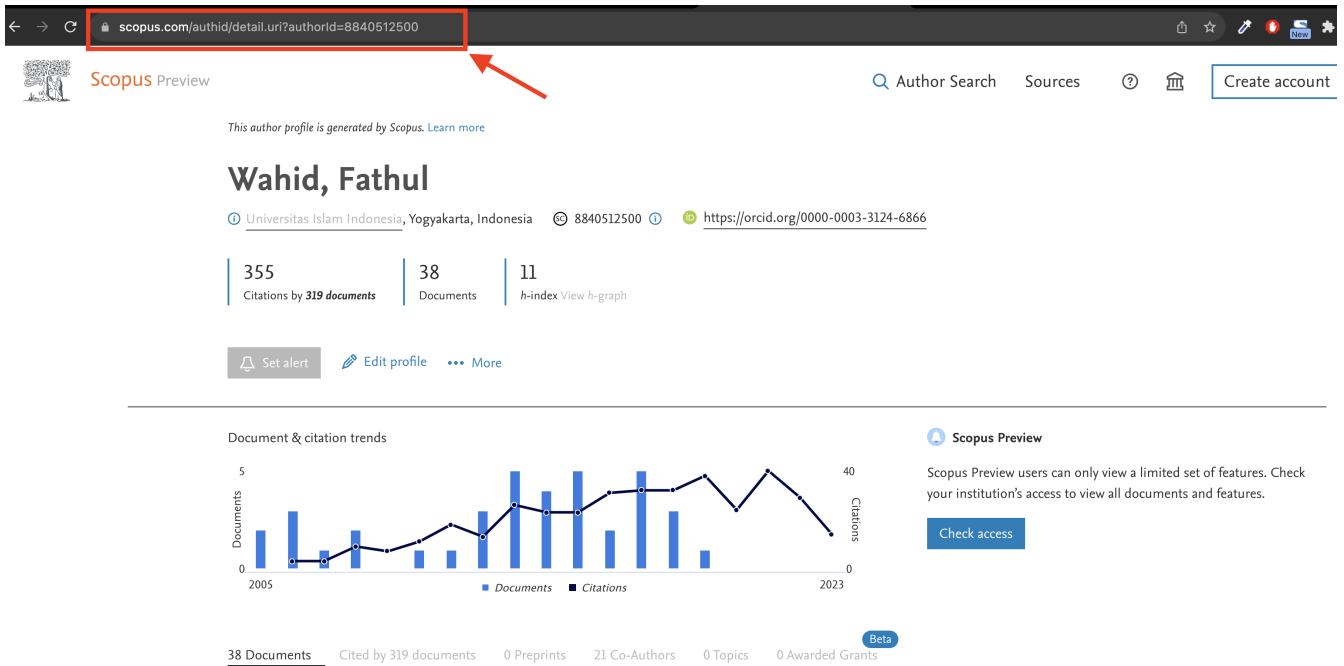 scopus.com/authid/detail.uri?authorId=8840512500
New
Scopus Preview
Author Search Sources Create account
This author profile is generated by Scopus. Learn more
Wahid, Fathul
Universitas Islam Indonesia, Yogyakarta, Indonesia SC 8840512500 iD https://orcid.org/0000-0003-3124-6866
355 38 11
Citations by 319 documents Documents h-index View h-graph
Set alert Edit profile ••• More
Document & citation trends
Scopus Preview
Scopus Preview users can only view a limited set of features. Check
your institution's access to view all documents and features.
Check access
5 40
Documents Citations
0 0
2005 2023
Documents Citations
Beta
38 Documents Cited by 319 documents 0 Preprints 21 Co-Authors 0 Topics 0 Awarded Grants